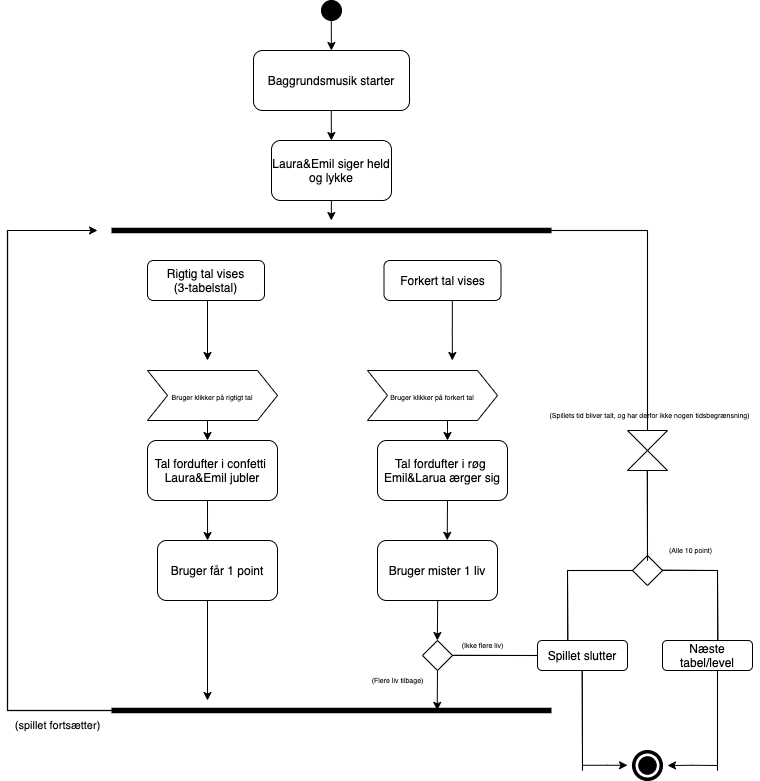 Baggrundsmusik starter
Laura&Emil siger held
og lykke
Rigtig tal vises
(3-tabelstal)
Forkert tal vises
Bruger klikker på rigtigt tal
Bruger klikker på forkert tal
(Spillets tid bliver talt, og har derfor ikke nogen tidsbegrænsning)
Tal fordufter i confetti
Laura&Emil jubler
Tal fordufter i røg
Emil&Larua ærger sig
(Alle 10 point)
Bruger får 1 point
Bruger mister 1 liv
(Ikke flere liv)
Spillet slutter
Næste
tabel/level
(Flere liv tilbage)
(spillet fortsætter)